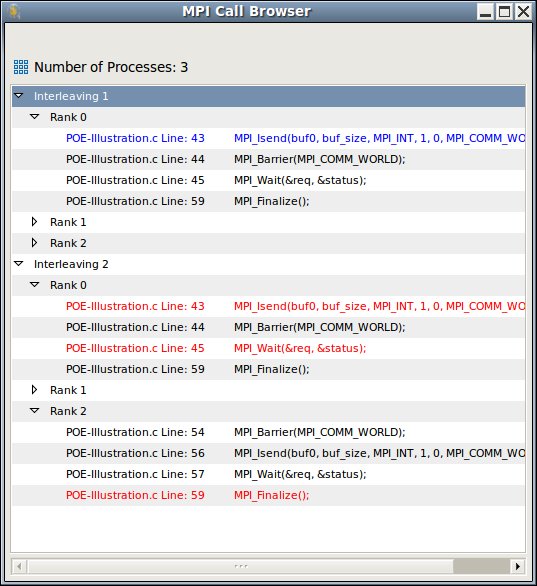 MPI Call Browser
Number of Processes: 3
Interleaving 1
Rank 0
POE-Illustration.c Line: 43 MPI_Isend(buf0, buf_size, MPI_INT, 1, 0, MPI_COMM_WO
POE-Illustration.c Line: 44 MPI_Barrier(MPI_COMM_WORLD);
POE-Illustration.c Line: 45 MPI_Wait(&req, &status);
POE-Illustration.c Line: 59 MPI_Finalize();
Rank 1
Rank 2
Interleaving 2
Rank 0
POE-Illustration.c Line: 43 MPI_Isend(buf0, buf_size, MPI_INT, 1, 0, MPI_COMM_WO
POE-Illustration.c Line: 44 MPI_Barrier(MPI_COMM_WORLD);
POE-Illustration.c Line: 45 MPI_Wait(&req, &status);
POE-Illustration.c Line: 59 MPI_Finalize();
Rank 1
Rank 2
POE-Illustration.c Line: 54 MPI_Barrier(MPI_COMM_WORLD);
POE-Illustration.c Line: 56 MPI_Isend(buf0, buf_size, MPI_INT, 1, 0, MPI_COMM_WO
POE-Illustration.c Line: 57 MPI_Wait(&req, &status);
POE-Illustration.c Line: 59 MPI_Finalize();